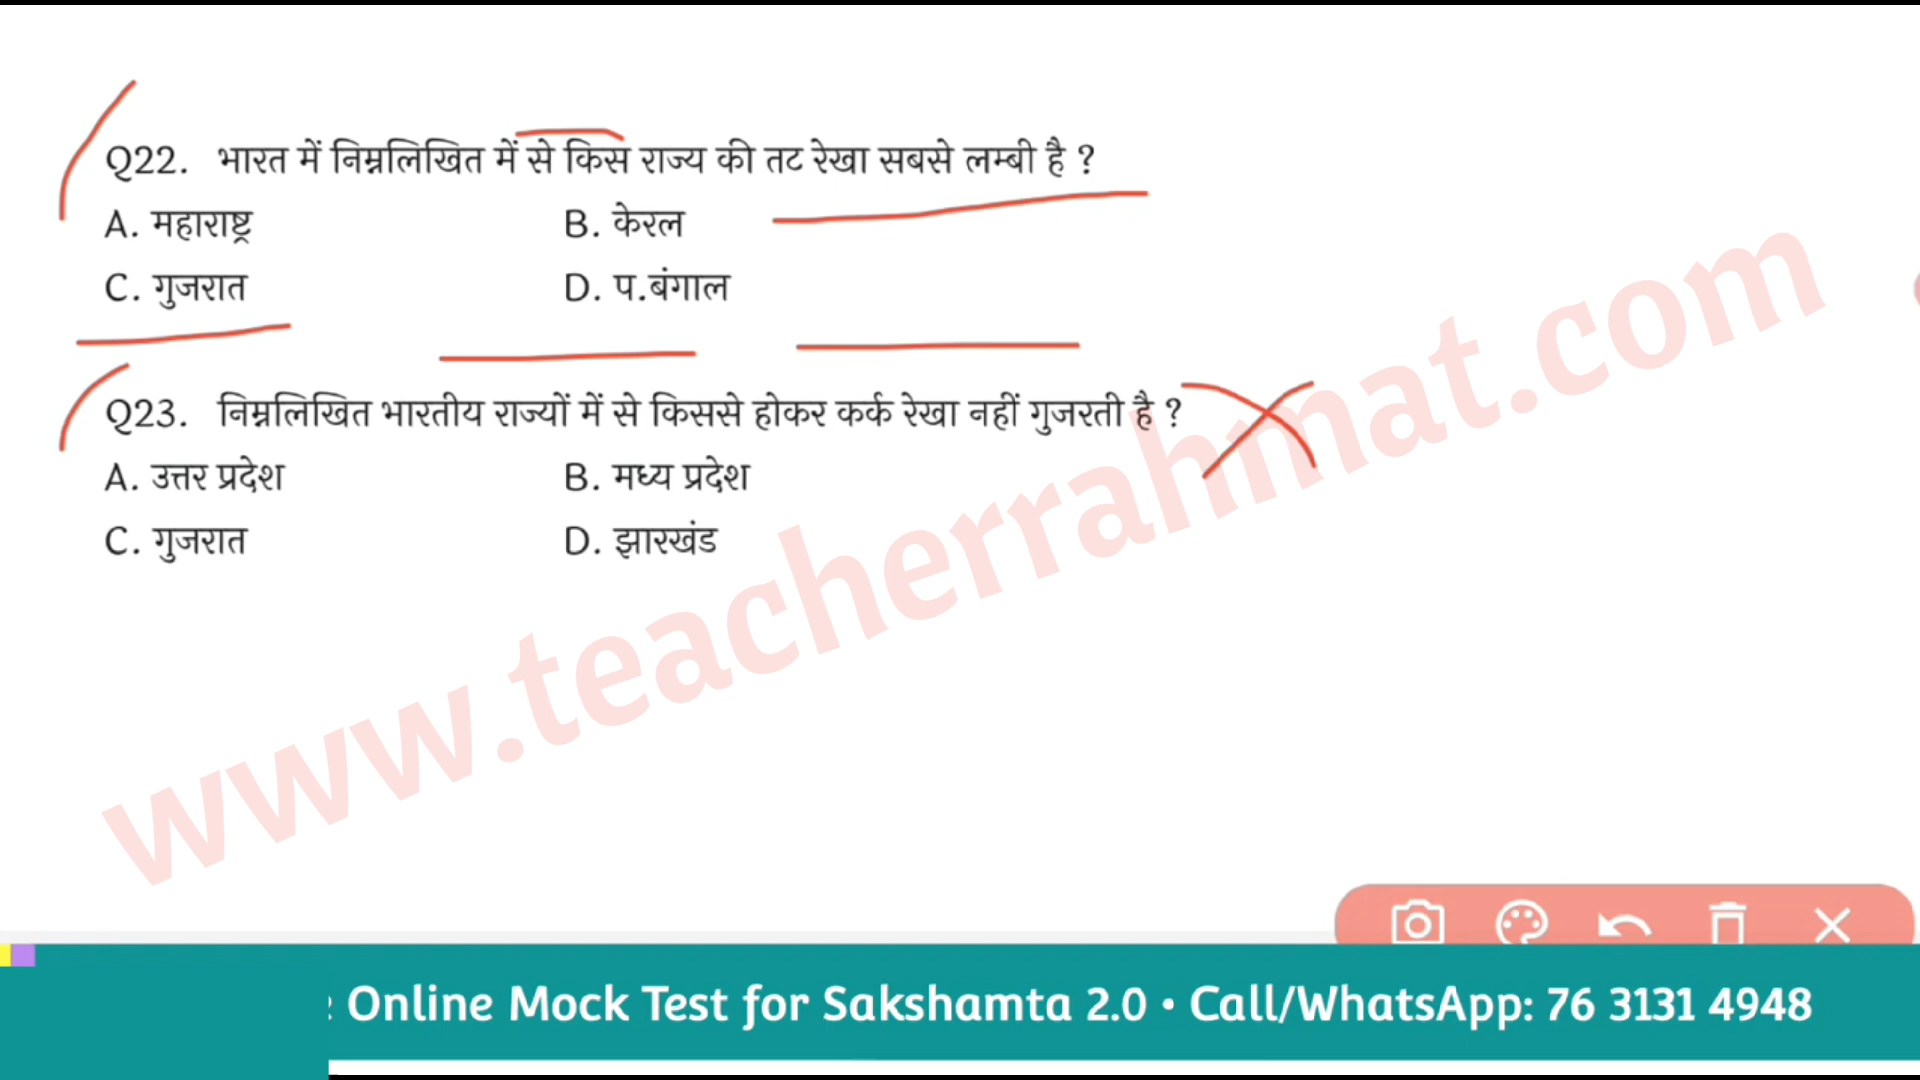 Q22. भारत में निम्नलिखित में से किस राज्य की तट रेखा सबसे लम्बी है ?
A. महाराष्ट्र B. केरल
C. गुजरात D. प.बंगाल
Q23. निम्नलिखित भारतीय राज्यों में से किससे होकर कर्क रेखा नहीं गुजरती है ?
A. उत्तर प्रदेश B. मध्य प्रदेश
C. गुजरात D. झारखंड
www.teacherrahmat.com
: Online Mock Test for Sakshamta 2.0 • Call/WhatsApp: 76 3131 4948